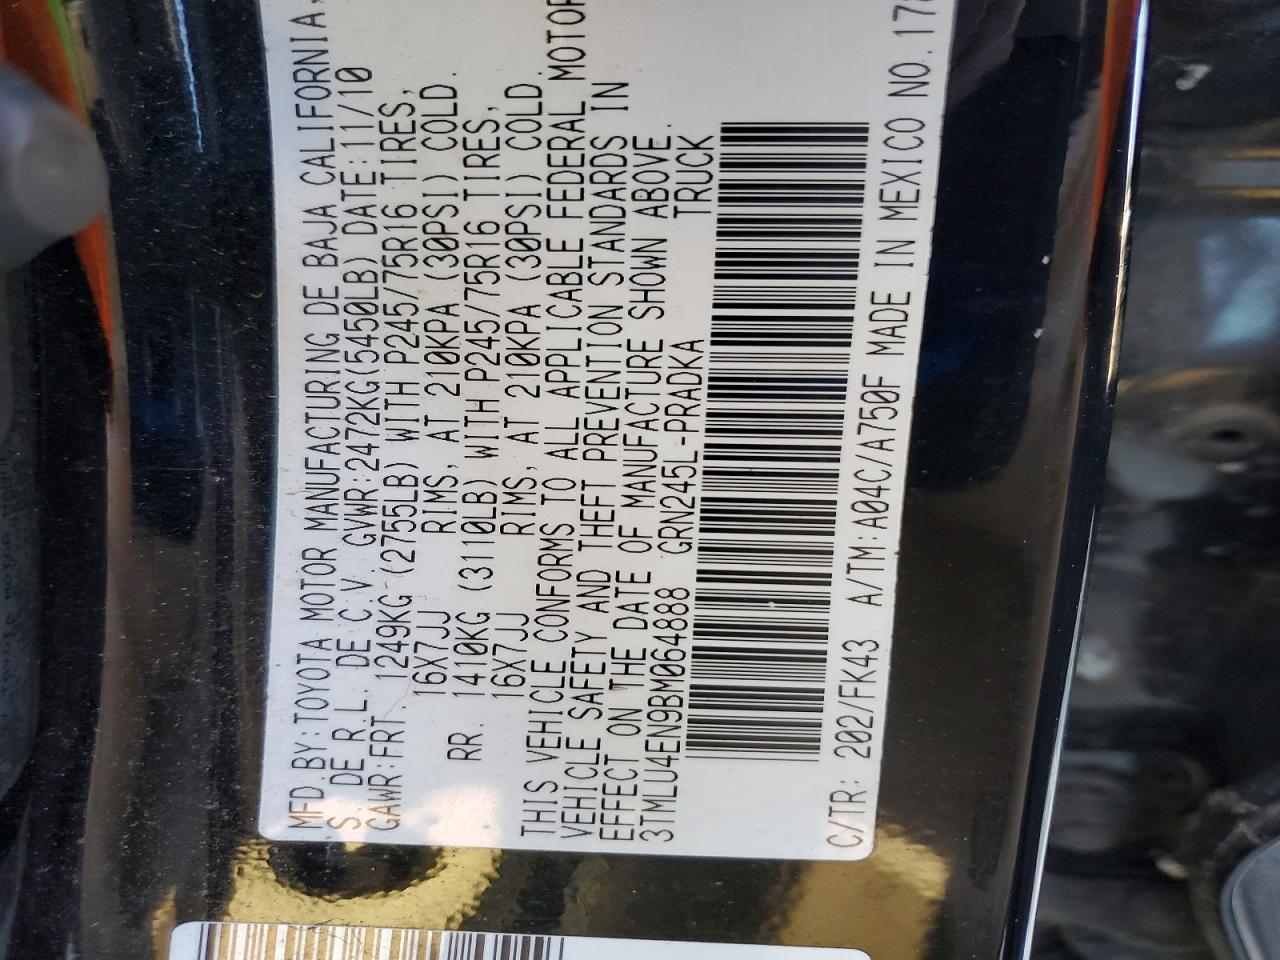 MFD.BY:TOYOTA MOTOR MANUFACTURING DE BAJA CALIFORNIA,
S. DE R.L. DE C.V. GVWR:2472KG(5450LB) DATE:11/10
GAWR:FRT 1249KG (2755LB) WITH P245/75R16 TIRES,
16X7JJ RIMS, AT 210KPA (30PSI) COLD.
RR. 1410KG (3110LB) WITH P245/75R16 TIRES,
16X7JJ RIMS, AT 210KPA (30PSI) COLD.
THIS VEHICLE CONFORMS TO ALL APPLICABLE FEDERAL MOTOR
VEHICLE SAFETY AND THEFT PREVENTION STANDARDS IN
EFFECT ON THE DATE OF MANUFACTURE SHOWN ABOVE.
3TMLU4EN9BM064888 GRN245L-PRADKA TRUCK
C/TR: 202/FK43 A/TM:A04C/A750F MADE IN MEXICO NO.178